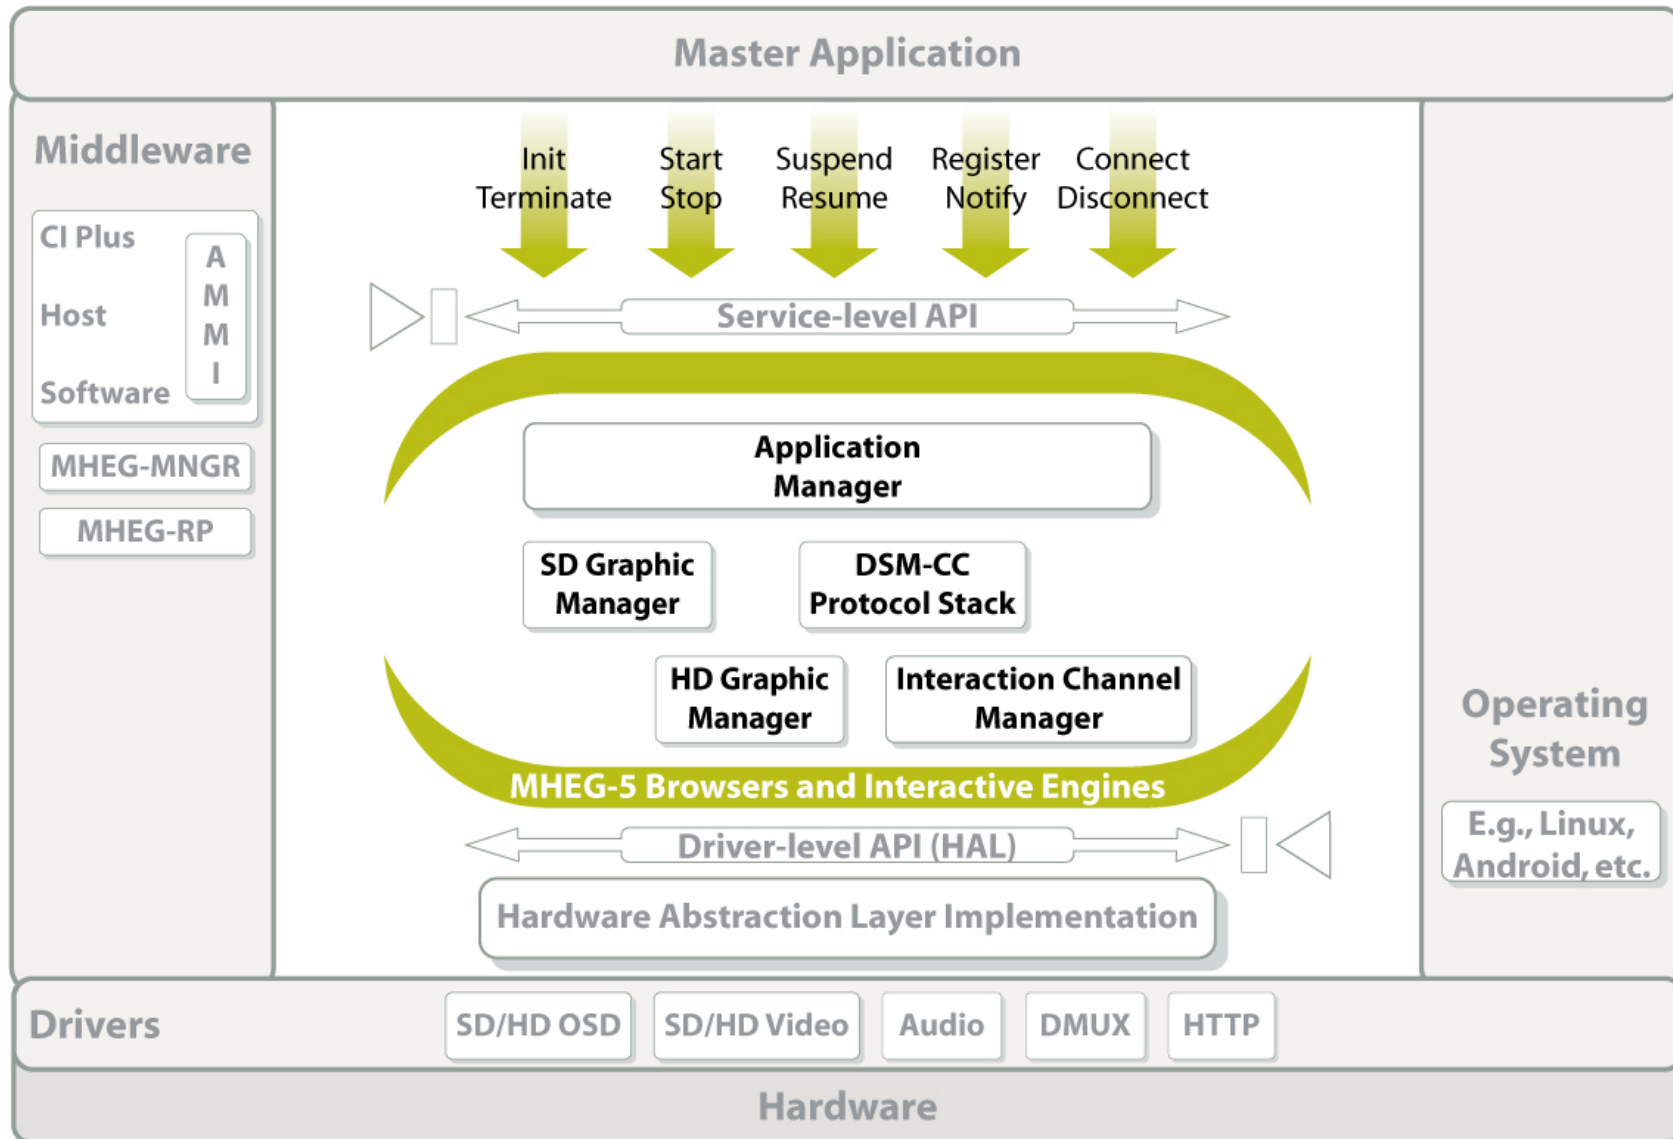 Master Application
Middleware
CI Plus
Host
Software
A
M
M
I
MHEG-MNGR
MHEG-RP
Init
Terminate
Start
Stop
Suspend
Resume
Register
Notify
Connect
Disconnect
Service-level API
Application
Manager
SD Graphic
Manager
DSM-CC
Protocol Stack
HD Graphic
Manager
Interaction Channel
Manager
MHEG-5 Browsers and Interactive Engines
Driver-level API (HAL)
Hardware Abstraction Layer Implementation
Operating
System
E.g., Linux,
Android, etc.
Drivers
SD/HD OSD
SD/HD Video
Audio
DMUX
HTTP
Hardware